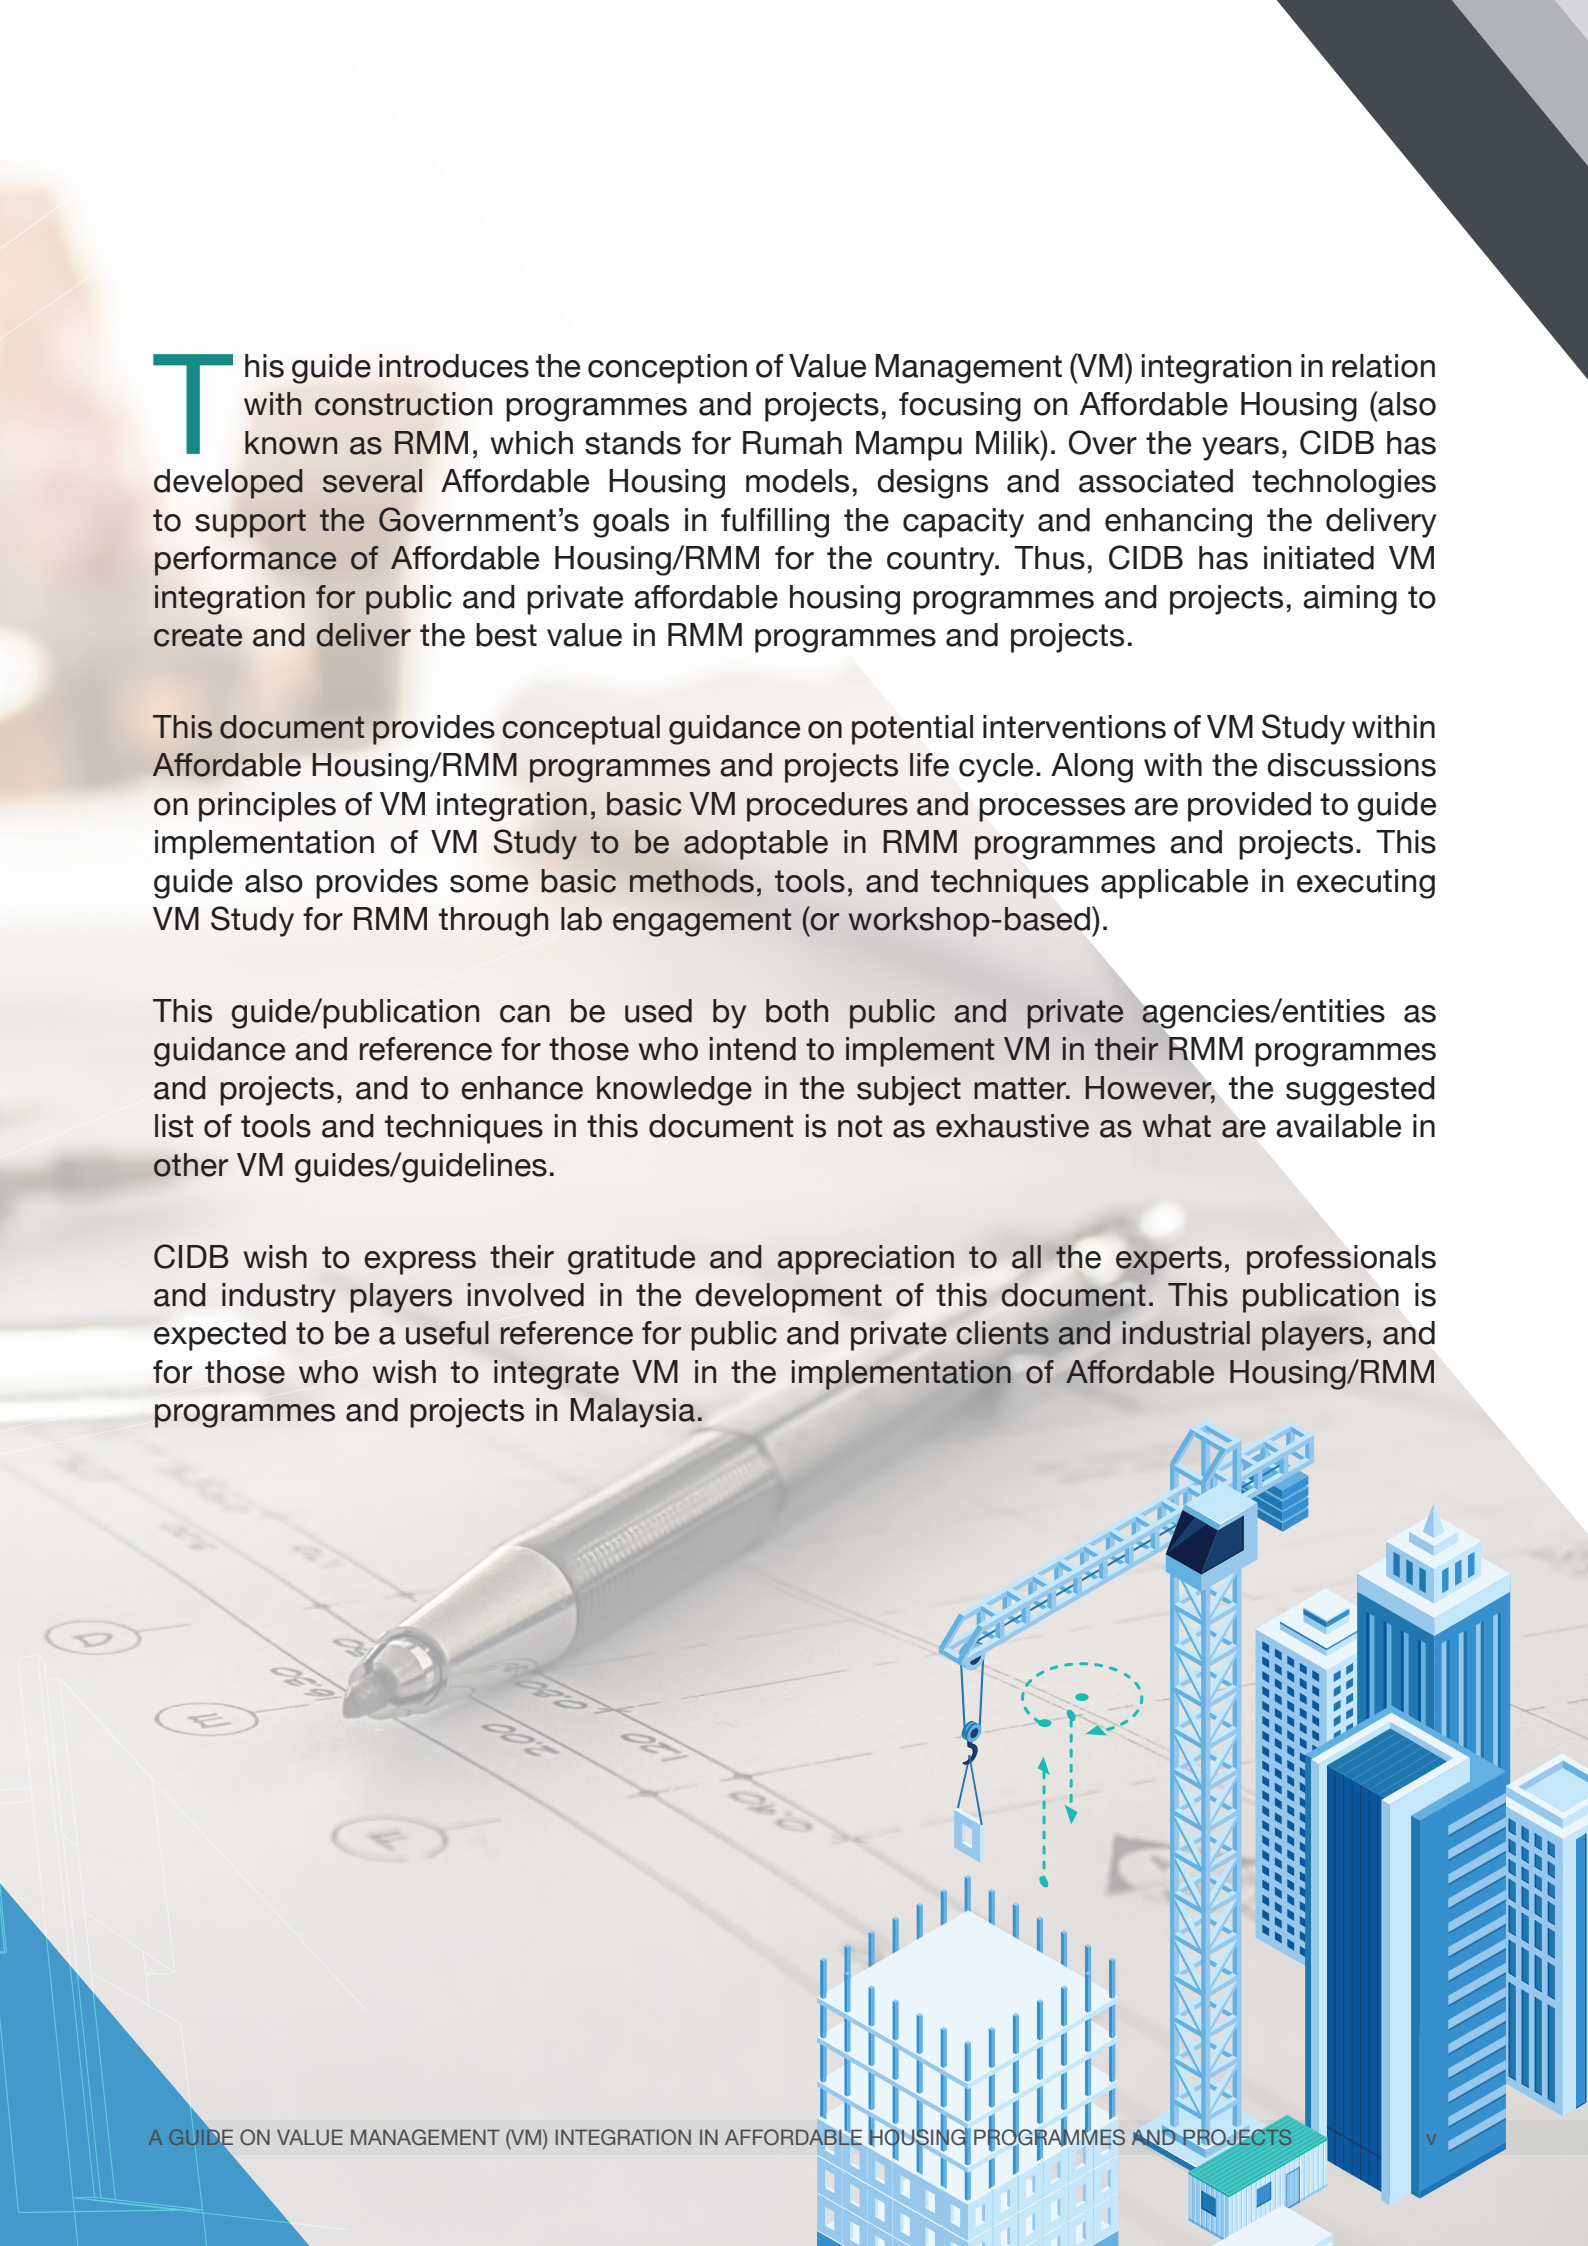 This guide introduces the conception of Value Management (VM) integration in relation
with construction programmes and projects, focusing on Affordable Housing (also
known as RMM, which stands for Rumah Mampu Milik). Over the years, CIDB has
developed several Affordable Housing models, designs and associated technologies
to support the Government's goals in fulfilling the capacity and enhancing the delivery
performance of Affordable Housing/RMM for the country. Thus, CIDB has initiated VM
integration for public and private affordable housing programmes and projects, aiming to
create and deliver the best value in RMM programmes and projects.
This document provides conceptual guidance on potential interventions of VM Study within
Affordable Housing/RMM programmes and projects life cycle. Along with the discussions
on principles of VM integration, basic VM procedures and processes are provided to guide
implementation of VM Study to be adoptable in RMM programmes and projects. This
guide also provides some basic methods, tools, and techniques applicable in executing
VM Study for RMM through lab engagement (or workshop-based).
This guide/publication can be used by both public and private agencies/entities as
guidance and reference for those who intend to implement VM in their RMM programmes
and projects, and to enhance knowledge in the subject matter. However, the suggested
list of tools and techniques in this document is not as exhaustive as what are available in
other VM guides/guidelines.
CIDB wish to express their gratitude and appreciation to all the experts, professionals
and industry players involved in the development of this document. This publication is
expected to be a useful reference for public and private clients and industrial players, and
for those who wish to integrate VM in the implementation of Affordable Housing/RMM
programmes and projects in Malaysia.
D
E
F
16.30
0.80
2.00
1.20
0.40
A GUIDE ON VALUE MANAGEMENT (VM) INTEGRATION IN AFFORDABLE HOUSING PROGRAMMES AND PROJECTS v